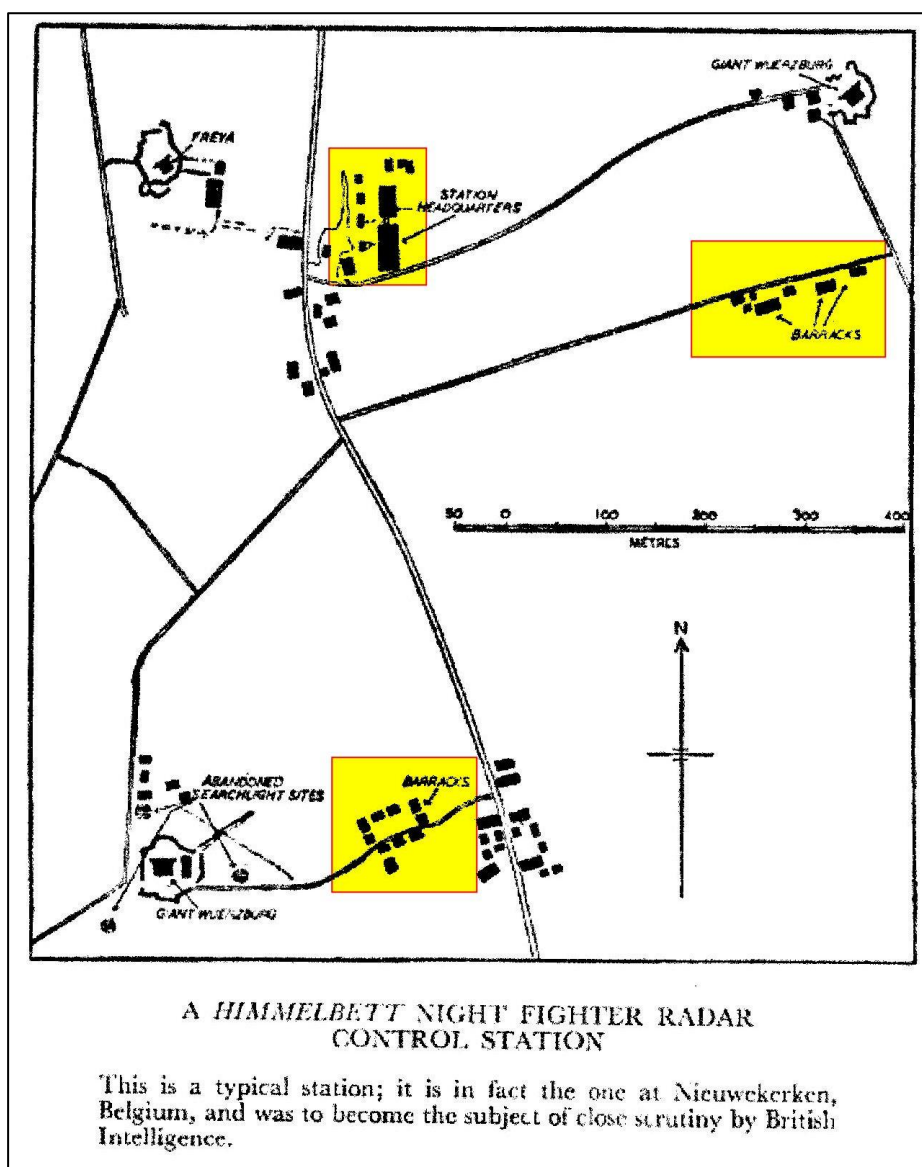 GIANT WUERZBURG
FREYA
STATION
HEADQUARTERS
BARRACKS
50 0 100 200 300 400
METRES
N
ABANDONED
SEARCHLIGHT SITES
BARRACKS
GIANT WUERZBURG
A HIMMELBETT NIGHT FIGHTER RADAR
CONTROL STATION
This is a typical station; it is in fact the one at Nieuwekerken,
Belgium, and was to become the subject of close scrutiny by British
Intelligence.